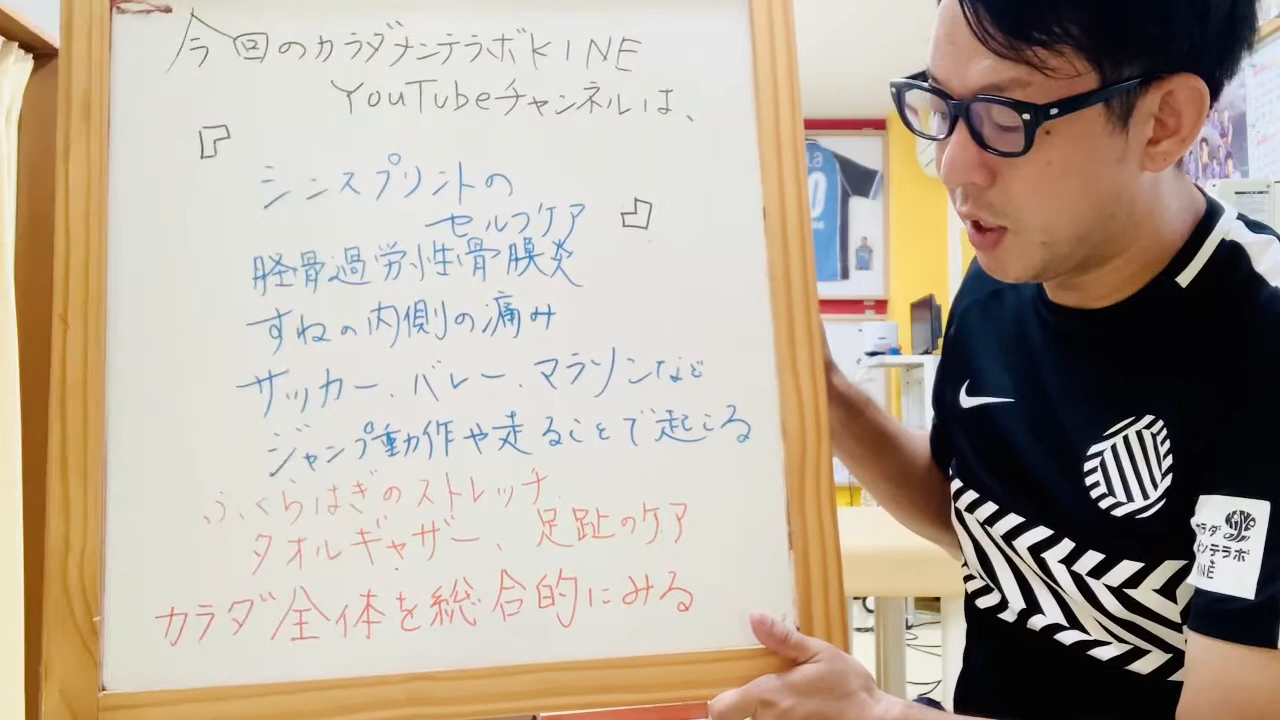 今回のカラダメンテラボKINE
YouTubeチャンネルは、
『
シンスプリントの
セルフケア
』
脛骨過労性骨膜炎
すねの内側の痛み
サッカー、バレー、マラソンなど
ジャンプ動作や走ることで起こる
ふくらはぎのストレッチ
タオルギャザー、足趾のケア
カラダ全体を総合的にみる
カラダ
メンテラボ
KINE